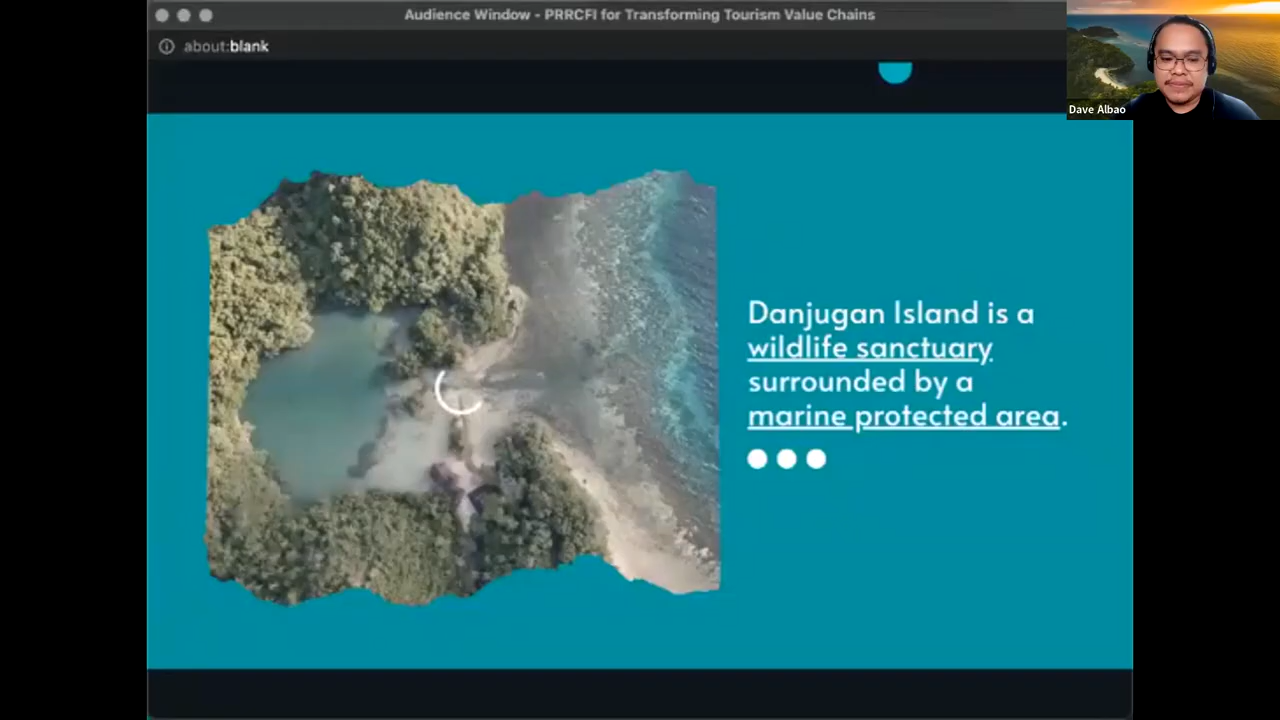 Audience Window - PRRCFI for Transforming Tourism Value Chains
about:blank
Dave Albao
Danjugan Island is a
wildlife sanctuary
surrounded by a
marine protected area.